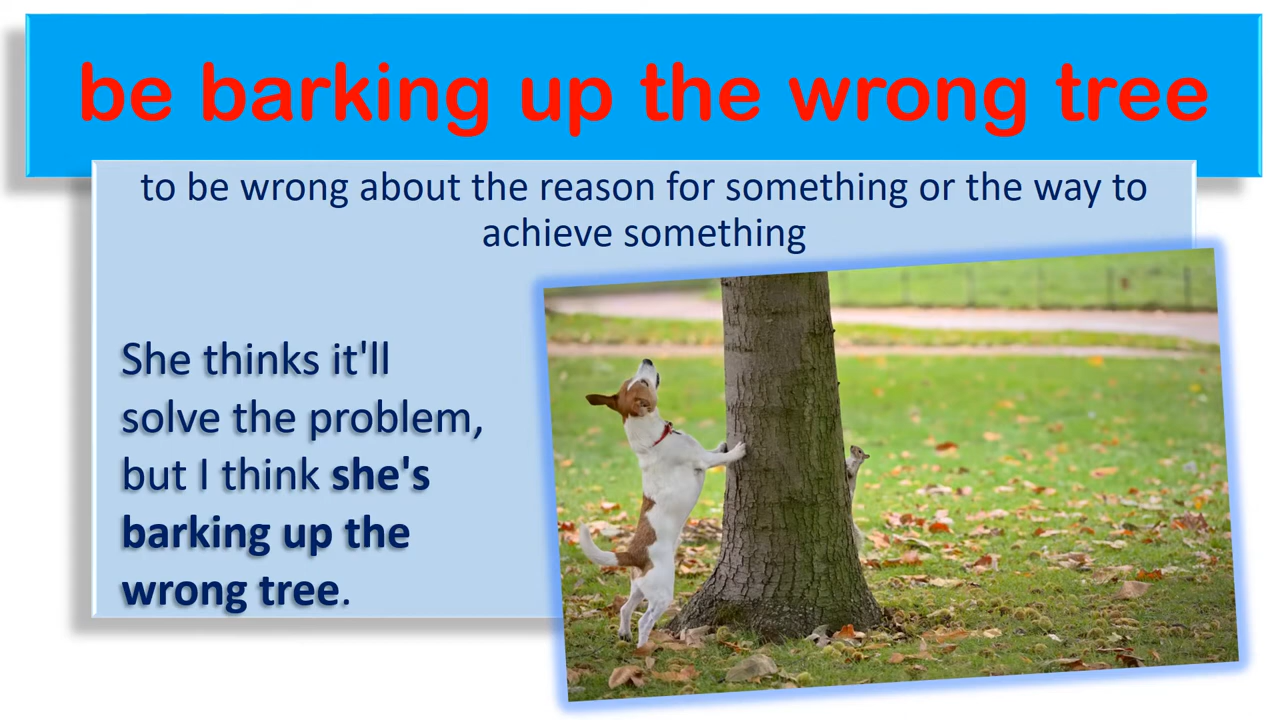 be barking up the wrong tree
to be wrong about the reason for something or the way to
achieve something
She thinks it'll
solve the problem,
but I think she's
barking up the
wrong tree.